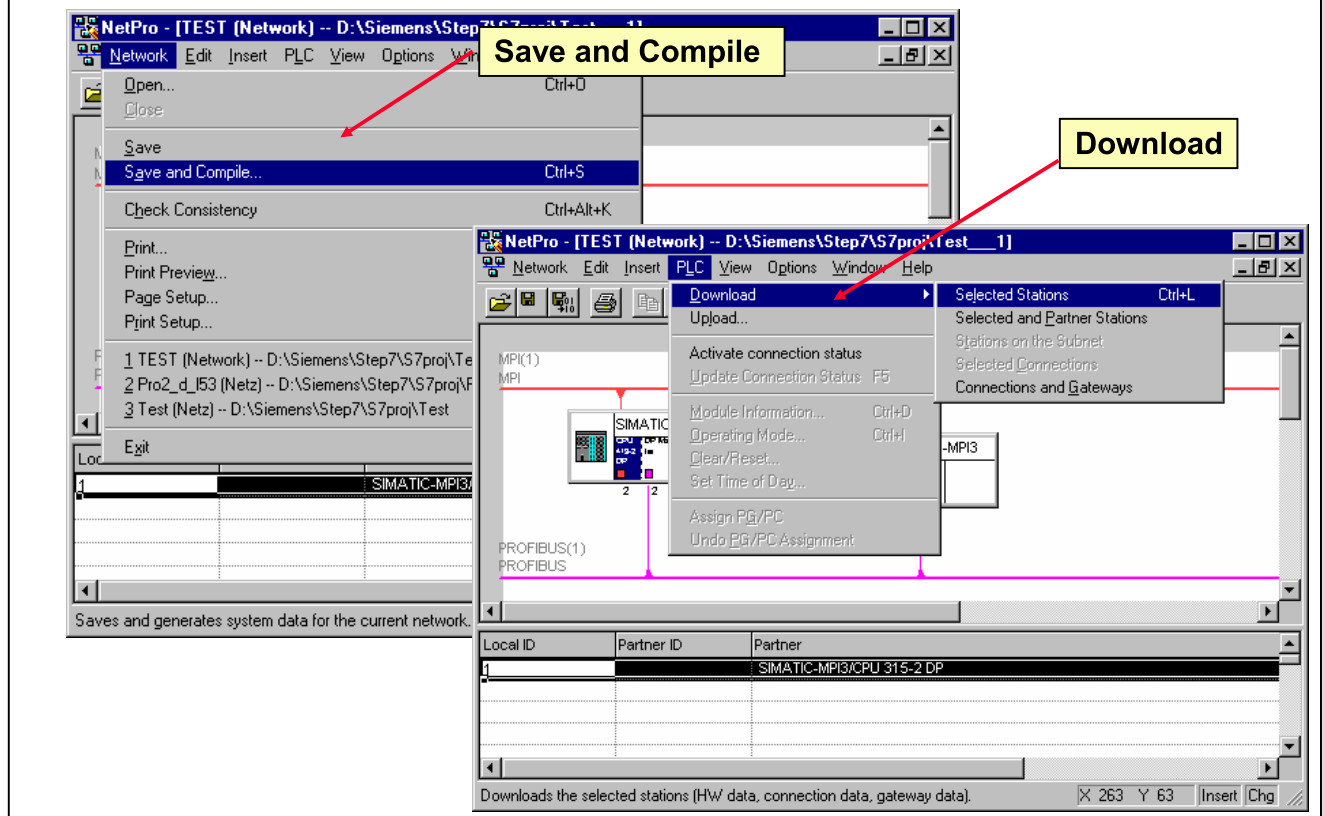 NetPro - [TEST (Network) -- D:\Siemens\Step7\S7proj\Test___1]
Save and Compile
Network Edit Insert PLC View Options Win
Open... Ctrl+O
Close
Save
Save and Compile... Ctrl+S
Check Consistency Ctrl+Alt+K
Print...
Print Preview...
Page Setup...
Print Setup...
1 TEST (Network) -- D:\Siemens\Step7\S7proj\Te
2 Pro2_d_I53 (Netz) -- D:\Siemens\Step7\S7proj\P
3 Test (Netz) -- D:\Siemens\Step7\S7proj\Test
Exit
Loc
1 SIMATIC-MPI3/
Saves and generates system data for the current network.
Download
NetPro - [TEST (Network) -- D:\Siemens\Step7\S7proj\Test___1]
Network Edit Insert PLC View Options Window Help
Download
Upload...
Activate connection status
Update Connection Status F5
Module Information... Ctrl+D
Operating Mode... Ctrl+I
Clear/Reset...
Set Time of Day...
Assign PG/PC
Undo PG/PC Assignment
Selected Stations Ctrl+L
Selected and Partner Stations
Stations on the Subnet
Selected Connections
Connections and Gateways
MPI(1)
MPI
SIMATIC
CPU DP
DP
2 2
-MPI3
PROFIBUS(1)
PROFIBUS
Local ID Partner ID Partner
1 SIMATIC-MPI3/CPU 315-2 DP
Downloads the selected stations (HW data, connection data, gateway data). X 263 Y 63 Insert Chg